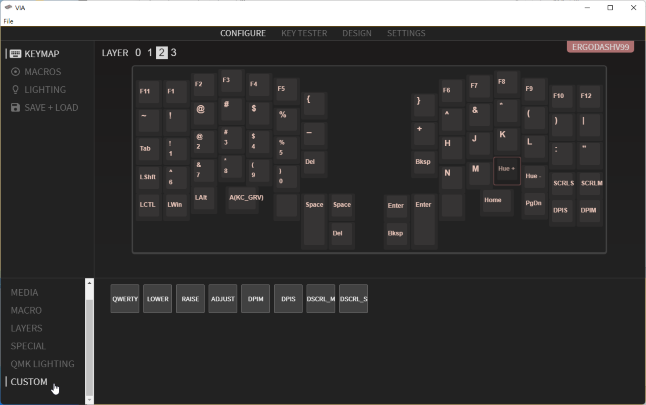 VIA
File
CONFIGURE KEY TESTER DESIGN SETTINGS
KEYMAP
MACROS
LIGHTING
SAVE + LOAD
LAYER 0 1 2 3
ERGODASHV99
F11 F1 F2 F3 F4 F5 F6 F7 F8 F9 F10 F12
~ ! @ # $ % { } ^ & * ( ) |
Tab ! 1 @ 2 # 3 $ 4 % 5 _ + H J K L : "
LShft ^ 6 & 7 * 8 ( 9 ) 0 Del Bksp N M Hue + Hue - SCRLS SCRLM
LCTL LWin LAlt A(KC_GRV) Space Space Enter Enter Home PgDn DPIS DPIM
Del Bksp
MEDIA
MACRO
LAYERS
SPECIAL
QMK LIGHTING
CUSTOM
QWERTY LOWER RAISE ADJUST DPIM DPIS DSCRL_M DSCRL_S